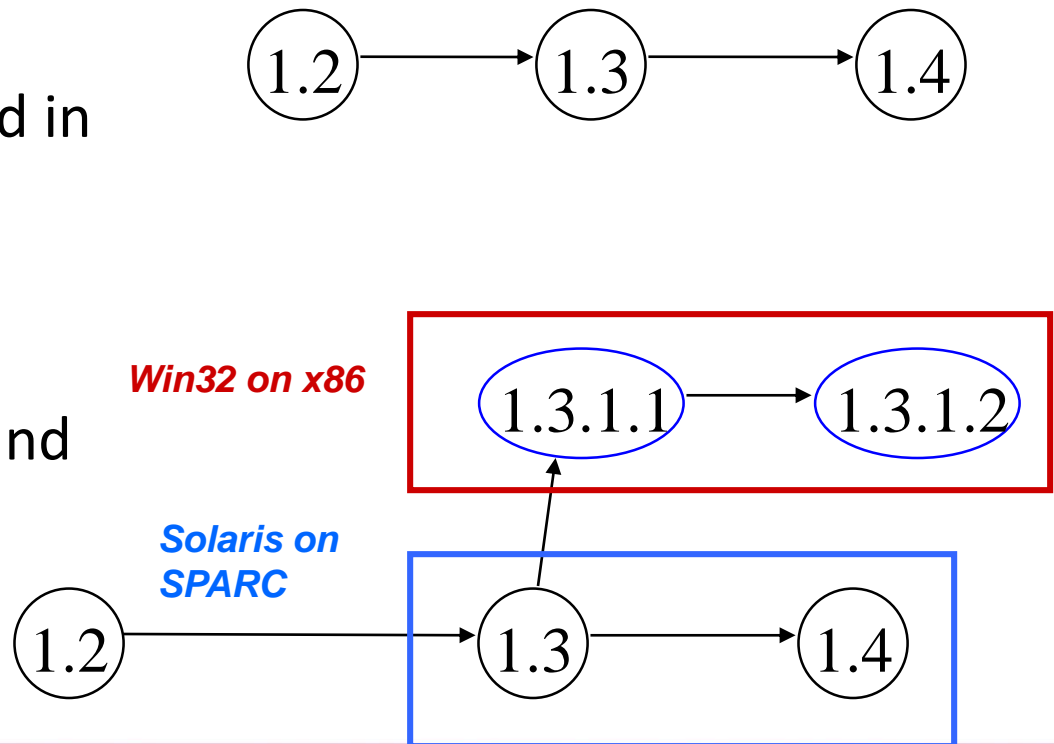 1.2 1.3 1.4
d in
Win32 on x86
1.3.1.1 1.3.1.2
nd
Solaris on
SPARC
1.2 1.3 1.4